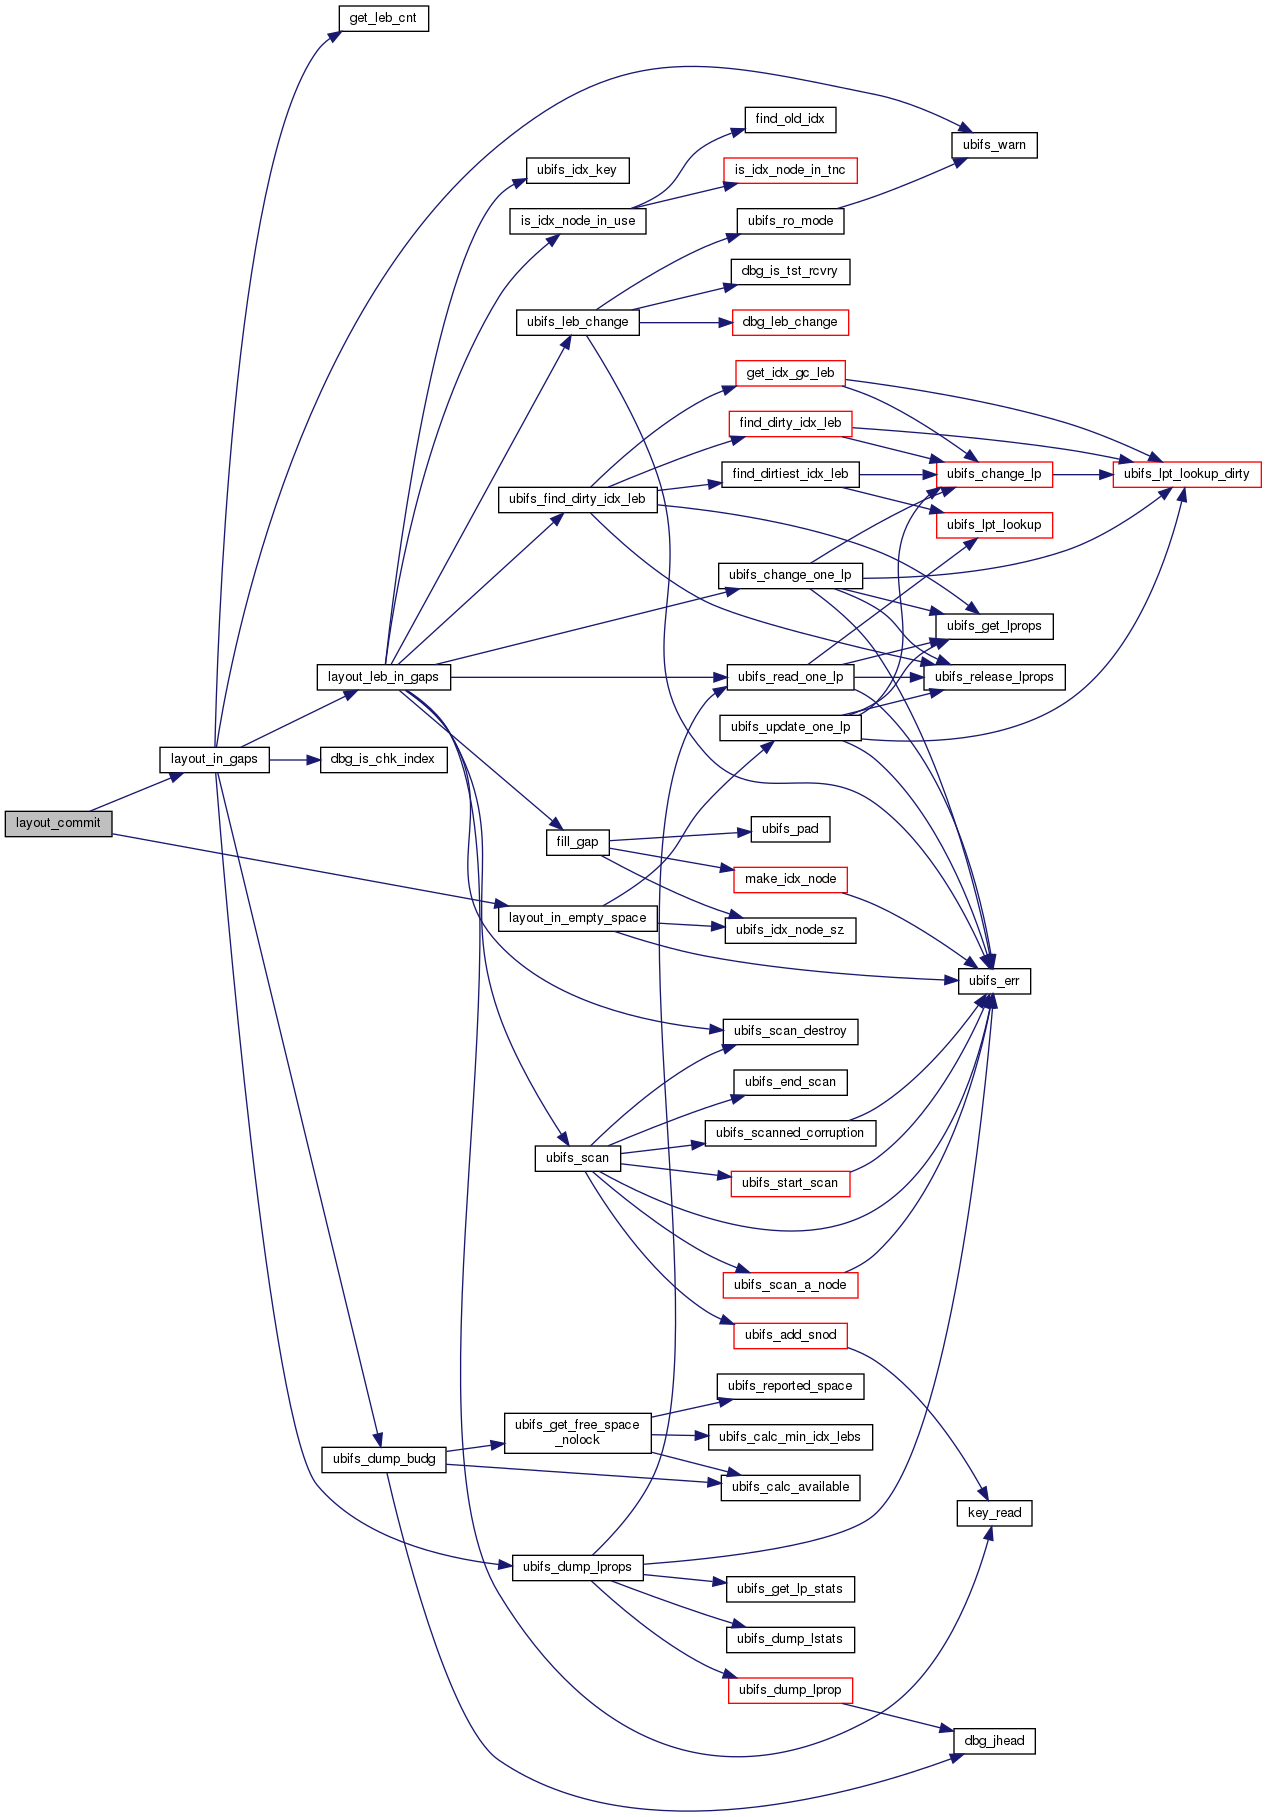 get_leb_cnt
find_old_idx
ubifs_warn
ubifs_idx_key
is_idx_node_in_tnc
is_idx_node_in_use
ubifs_ro_mode
dbg_is_tst_rcvry
ubifs_leb_change
dbg_leb_change
get_idx_gc_leb
find_dirty_idx_leb
find_dirtiest_idx_leb
ubifs_change_lp
ubifs_lpt_lookup_dirty
ubifs_find_dirty_idx_leb
ubifs_lpt_lookup
ubifs_change_one_lp
ubifs_get_lprops
layout_leb_in_gaps
ubifs_read_one_lp
ubifs_release_lprops
ubifs_update_one_lp
layout_in_gaps
dbg_is_chk_index
layout_commit
ubifs_pad
fill_gap
make_idx_node
layout_in_empty_space
ubifs_idx_node_sz
ubifs_err
ubifs_scan_destroy
ubifs_end_scan
ubifs_scanned_corruption
ubifs_scan
ubifs_start_scan
ubifs_scan_a_node
ubifs_add_snod
ubifs_reported_space
ubifs_get_free_space
_nolock
ubifs_calc_min_idx_lebs
ubifs_dump_budg
ubifs_calc_available
key_read
ubifs_dump_lprops
ubifs_get_lp_stats
ubifs_dump_lstats
ubifs_dump_lprop
dbg_jhead